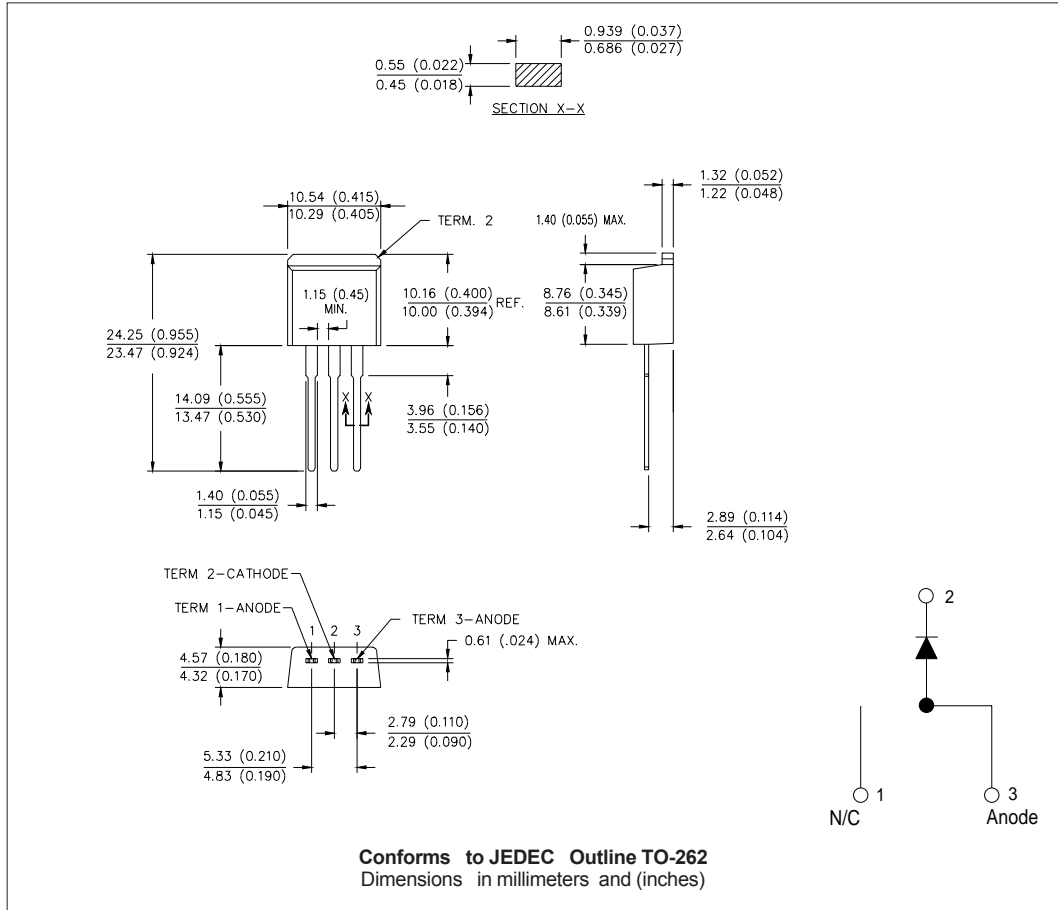 0.939 (0.037)
0.686 (0.027)
0.55 (0.022)
0.45 (0.018)
SECTION X-X
10.54 (0.415)
10.29 (0.405)
TERM. 2
1.32 (0.052)
1.22 (0.048)
1.40 (0.055) MAX.
1.15 (0.45)
MIN.
10.16 (0.400)
10.00 (0.394)
REF.
8.76 (0.345)
8.61 (0.339)
24.25 (0.955)
23.47 (0.924)
14.09 (0.555)
13.47 (0.530)
X X
3.96 (0.156)
3.55 (0.140)
1.40 (0.055)
1.15 (0.045)
2.89 (0.114)
2.64 (0.104)
TERM 2-CATHODE
TERM 1-ANODE
TERM 3-ANODE
1 2 3
0.61 (.024) MAX.
4.57 (0.180)
4.32 (0.170)
2.79 (0.110)
2.29 (0.090)
5.33 (0.210)
4.83 (0.190)
2
1
N/C
3
Anode
Conforms to JEDEC Outline TO-262
Dimensions in millimeters and (inches)